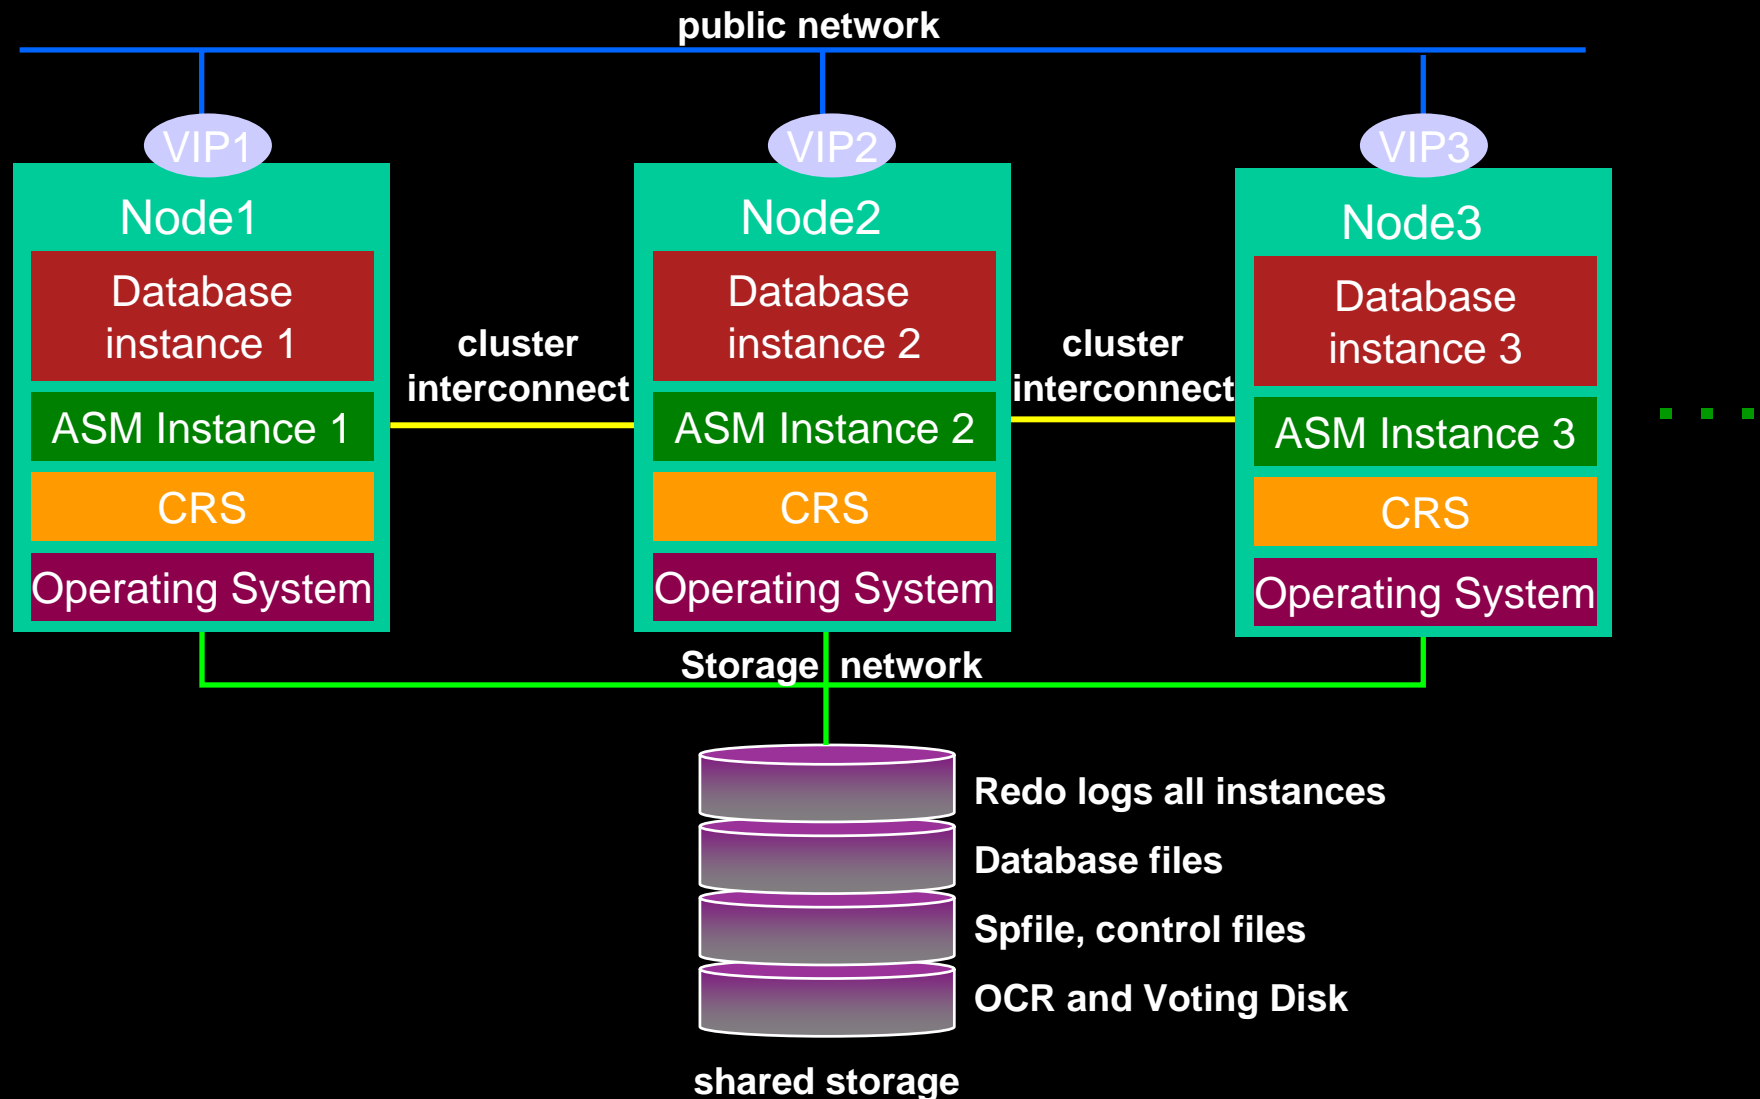 public network
VIP1
VIP2
VIP3
Node1
Database
instance 1
ASM Instance 1
CRS
Operating System
cluster
interconnect
Node2
Database
instance 2
ASM Instance 2
CRS
Operating System
cluster
interconnect
Node3
Database
instance 3
ASM Instance 3
CRS
Operating System
Storage network
Redo logs all instances
Database files
Spfile, control files
OCR and Voting Disk
shared storage